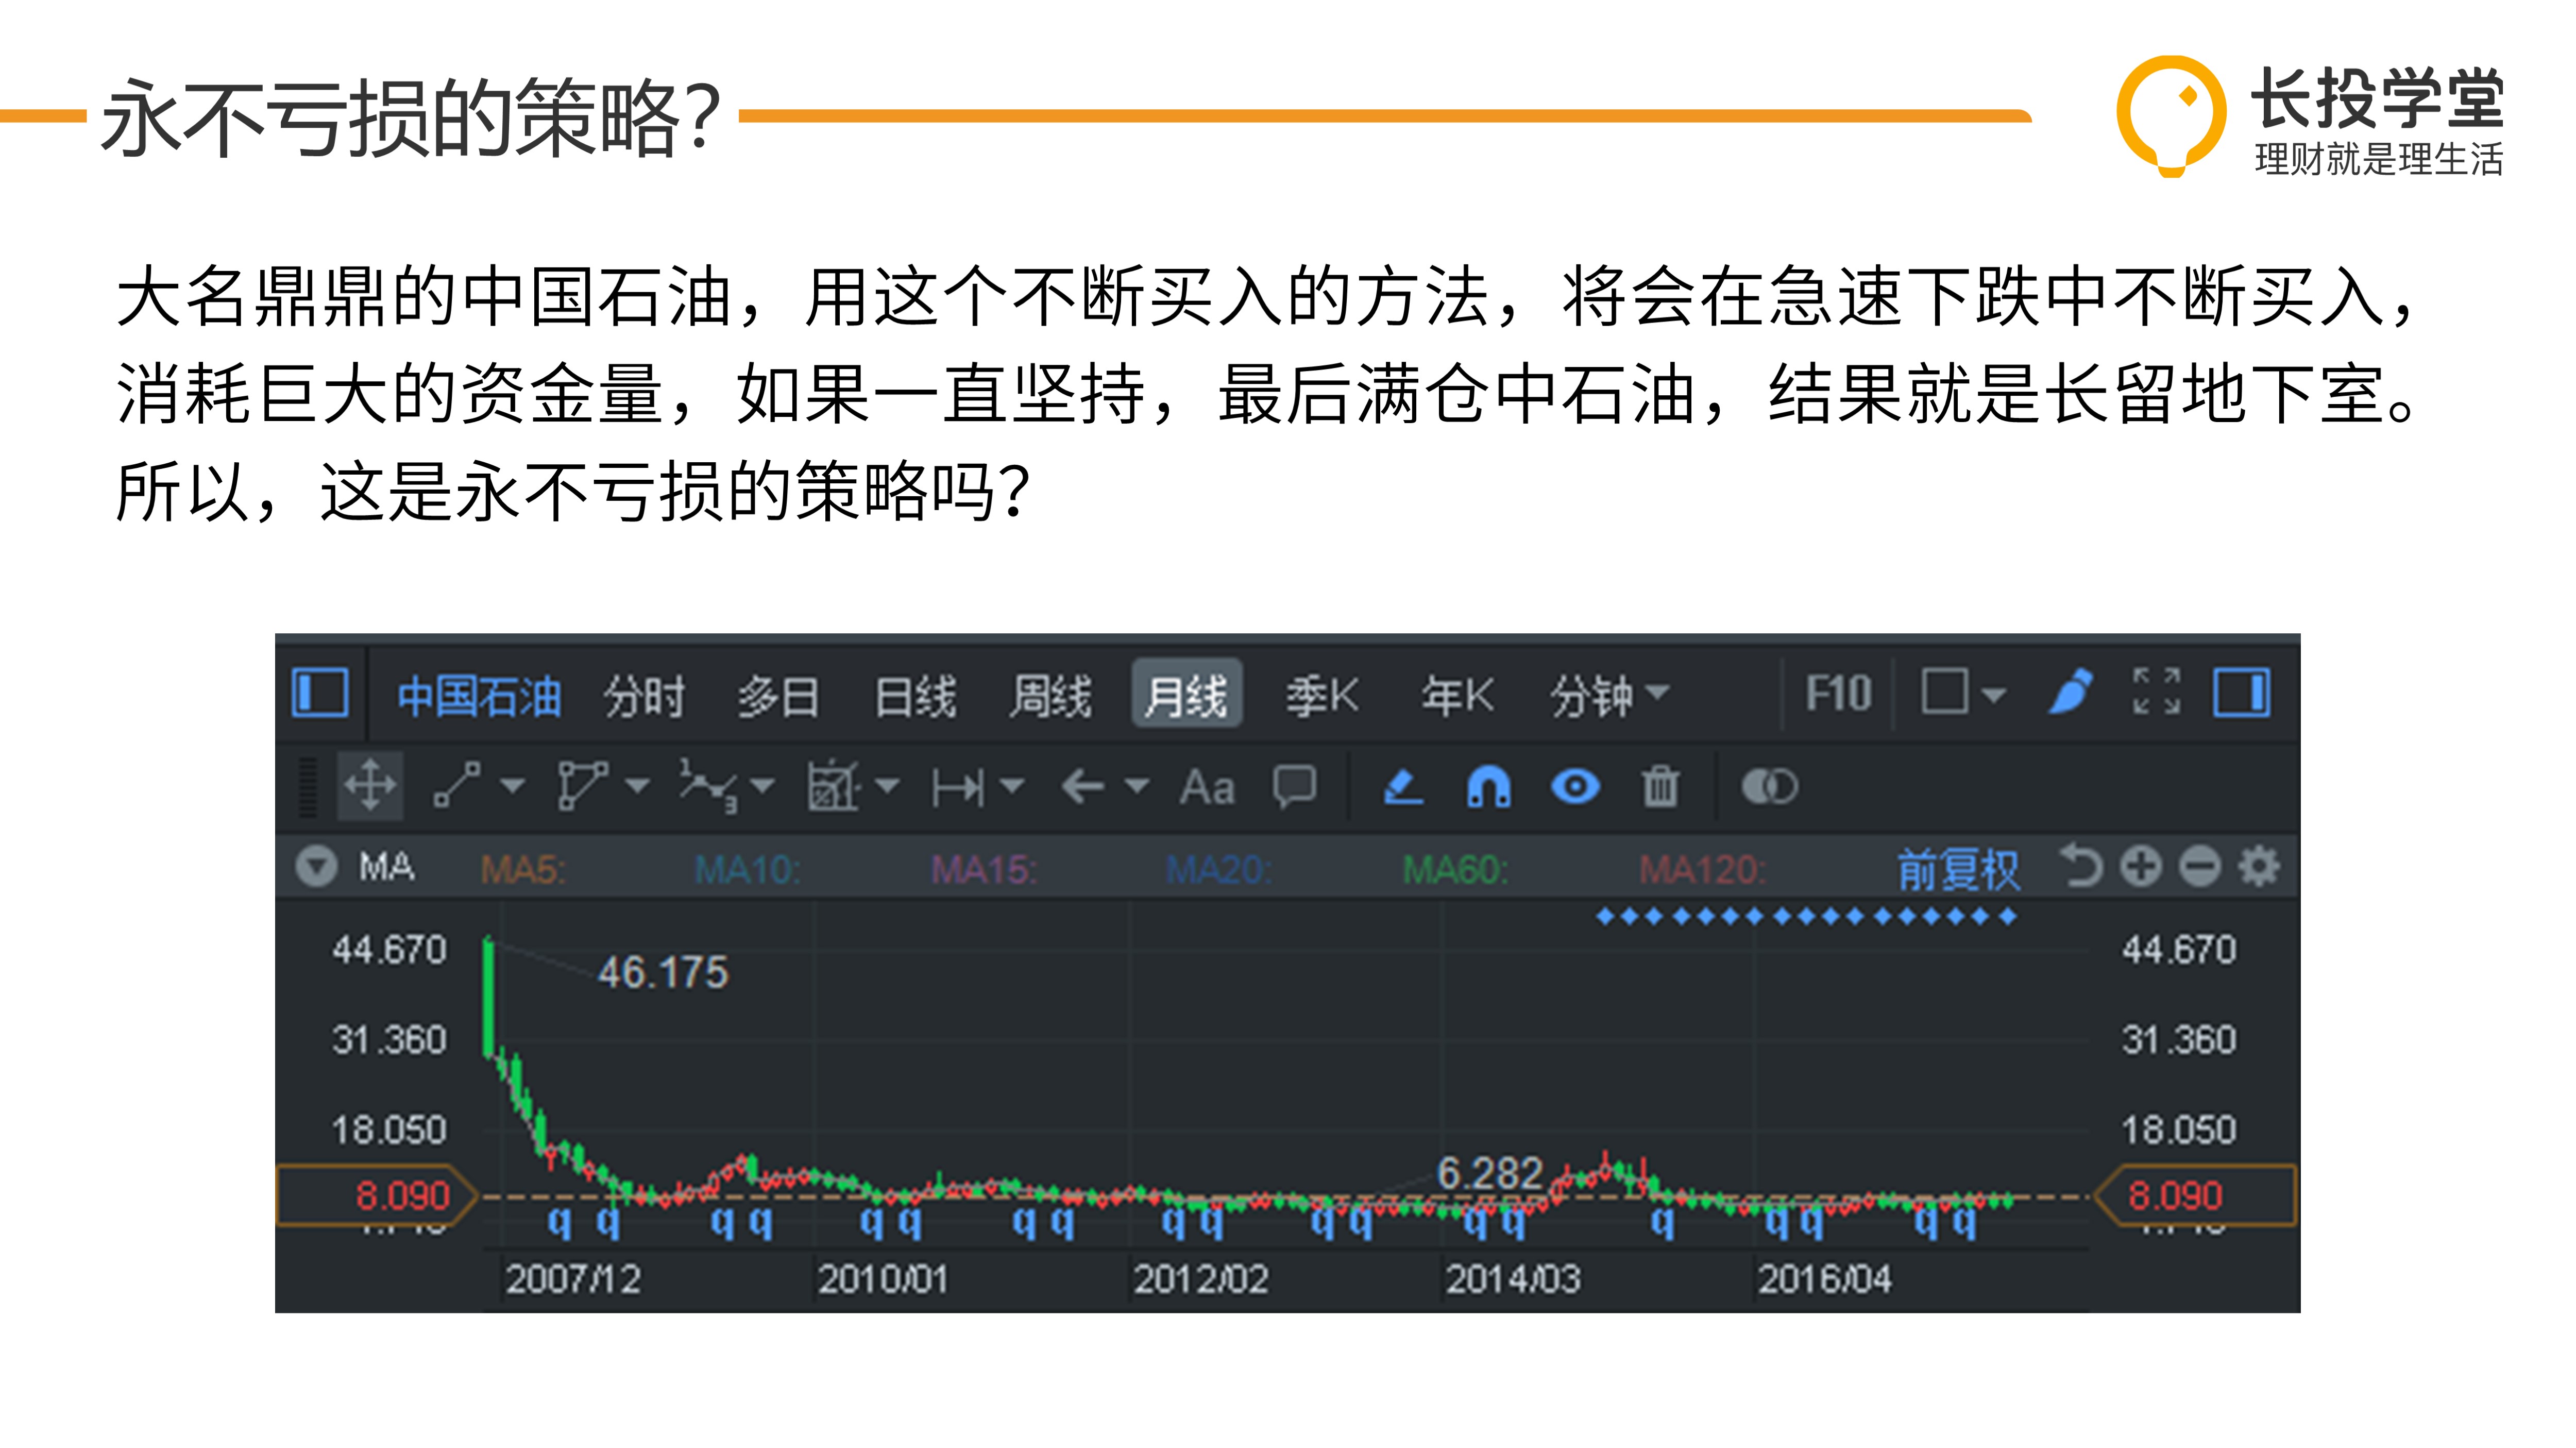 永不亏损的策略？
长投学堂
理财就是理生活
大名鼎鼎的中国石油，用这个不断买入的方法，将会在急速下跌中不断买入，
消耗巨大的资金量，如果一直坚持，最后满仓中石油，结果就是长留地下室。
所以，这是永不亏损的策略吗？
中国石油 分时 多日 日线 周线 月线 季K 年K 分钟 F10
Aa
MA MA5: MA10: MA15: MA20: MA60: MA120: 前复权
44.670 46.175 44.670
31.360 31.360
18.050 18.050
6.282
8.090 8.090
q q q q q q q q q q q q q q q q q q q
2007/12 2010/01 2012/02 2014/03 2016/04